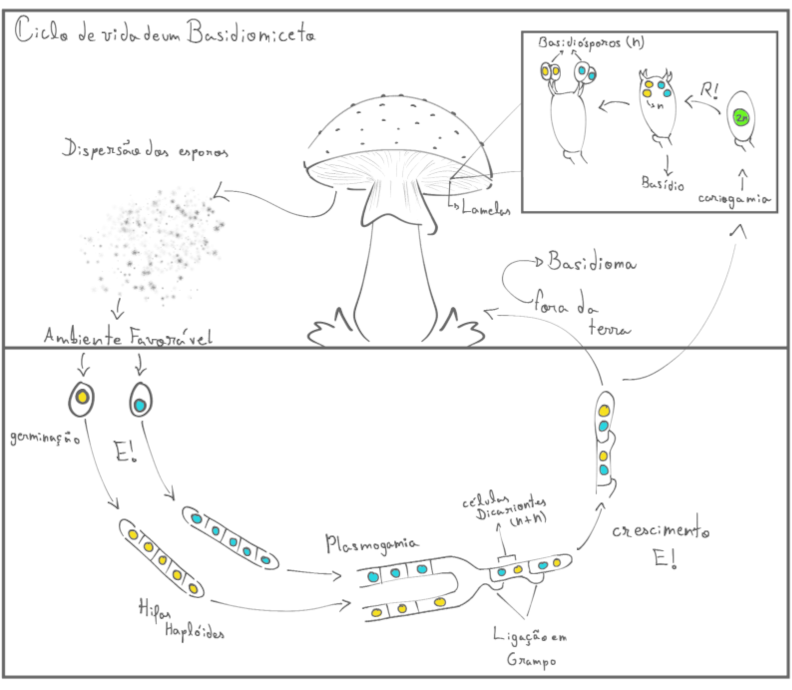 Ciclo de vida de um Basidiomiceto
Basidiósporos (n)
R!
n
2n
Basídio
cariogamia
Dispersão dos esporos
Lamelas
Basidioma
fora da
terra
Ambiente Favorável
germinação
E!
Hifas
Haplóides
Plasmogamia
células
Dicariontes
(n+n)
Ligação em
Grampo
crescimento
E!